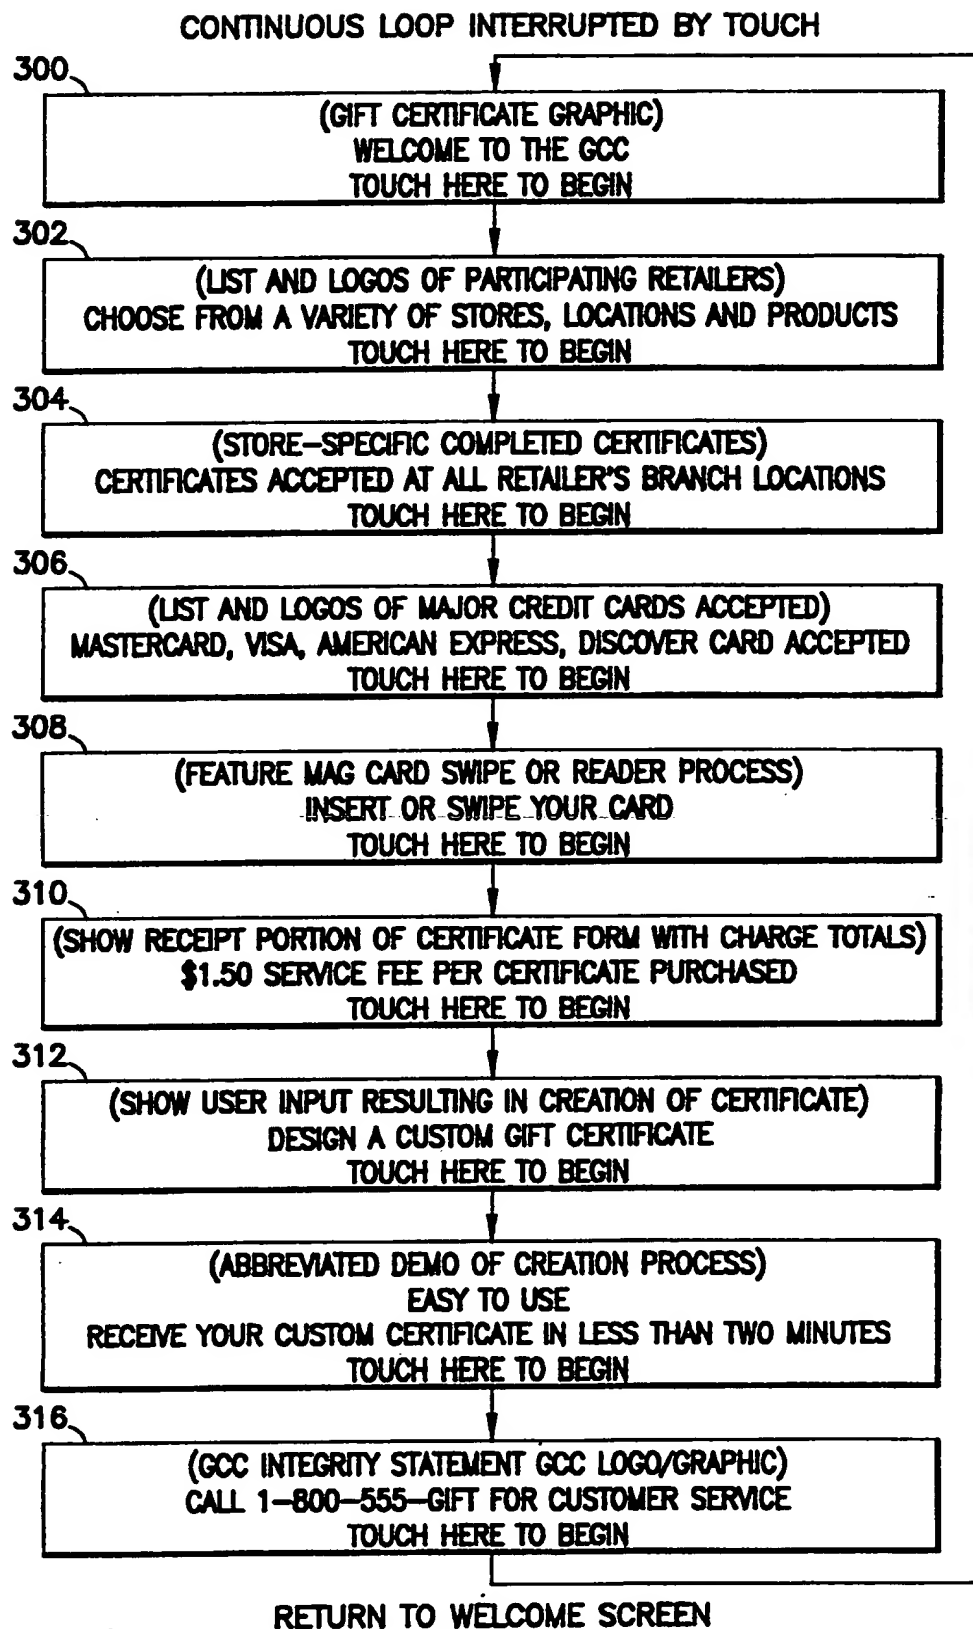 CONTINUOUS LOOP INTERRUPTED BY TOUCH
300
(GIFT CERTIFICATE GRAPHIC)
WELCOME TO THE GCC
TOUCH HERE TO BEGIN
302
(LIST AND LOGOS OF PARTICIPATING RETAILERS)
CHOOSE FROM A VARIETY OF STORES, LOCATIONS AND PRODUCTS
TOUCH HERE TO BEGIN
304
(STORE-SPECIFIC COMPLETED CERTIFICATES)
CERTIFICATES ACCEPTED AT ALL RETAILER'S BRANCH LOCATIONS
TOUCH HERE TO BEGIN
306
(LIST AND LOGOS OF MAJOR CREDIT CARDS ACCEPTED)
MASTERCARD, VISA, AMERICAN EXPRESS, DISCOVER CARD ACCEPTED
TOUCH HERE TO BEGIN
308
(FEATURE MAG CARD SWIPE OR READER PROCESS)
INSERT OR SWIPE YOUR CARD
TOUCH HERE TO BEGIN
310
(SHOW RECEIPT PORTION OF CERTIFICATE FORM WITH CHARGE TOTALS)
$1.50 SERVICE FEE PER CERTIFICATE PURCHASED
TOUCH HERE TO BEGIN
312
(SHOW USER INPUT RESULTING IN CREATION OF CERTIFICATE)
DESIGN A CUSTOM GIFT CERTIFICATE
TOUCH HERE TO BEGIN
314
(ABBREVIATED DEMO OF CREATION PROCESS)
EASY TO USE
RECEIVE YOUR CUSTOM CERTIFICATE IN LESS THAN TWO MINUTES
TOUCH HERE TO BEGIN
316
(GCC INTEGRITY STATEMENT GCC LOGO/GRAPHIC)
CALL 1-800-555-GIFT FOR CUSTOMER SERVICE
TOUCH HERE TO BEGIN
RETURN TO WELCOME SCREEN